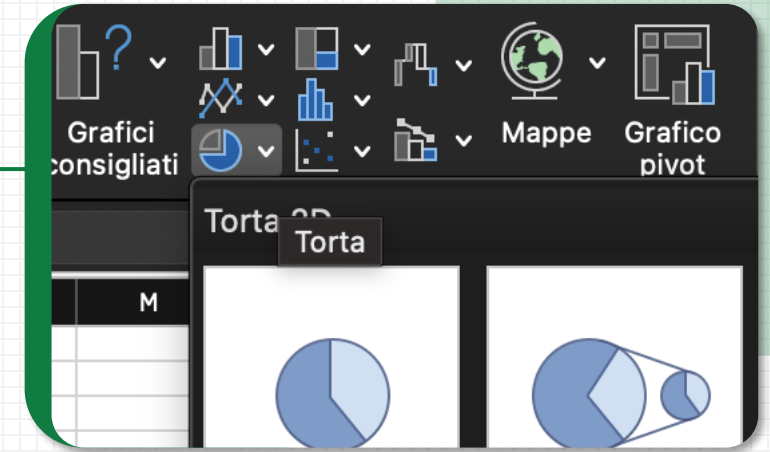 Grafici
consigliati
Mappe
Grafico
pivot
Torta 2D
Torta
M